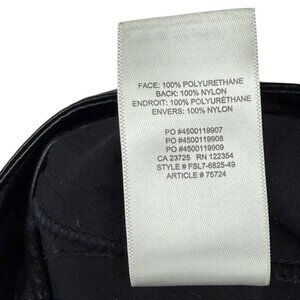 FACE: 100% POLYURETHANE
BACK: 100% NYLON
ENDROIT: 100% POLYURÉTHANE
ENVERS: 100% NYLON
PO #4500119907
PO #4500119908
PO #4500119909
CA 23725 RN 122354
STYLE # FSL7-6825-49
ARTICLE # 75724